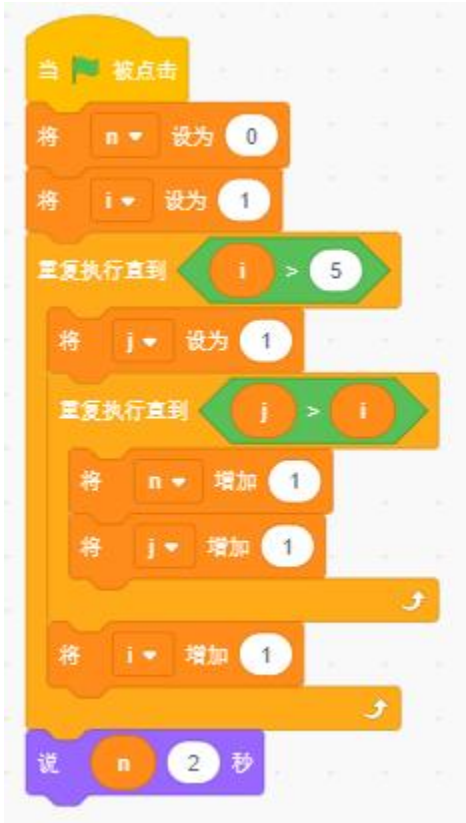 当 被点击
将 n 设为 0
将 i 设为 1
重复执行直到 i > 5
将 j 设为 1
重复执行直到 j > i
将 n 增加 1
将 j 增加 1
将 i 增加 1
说 n 2 秒